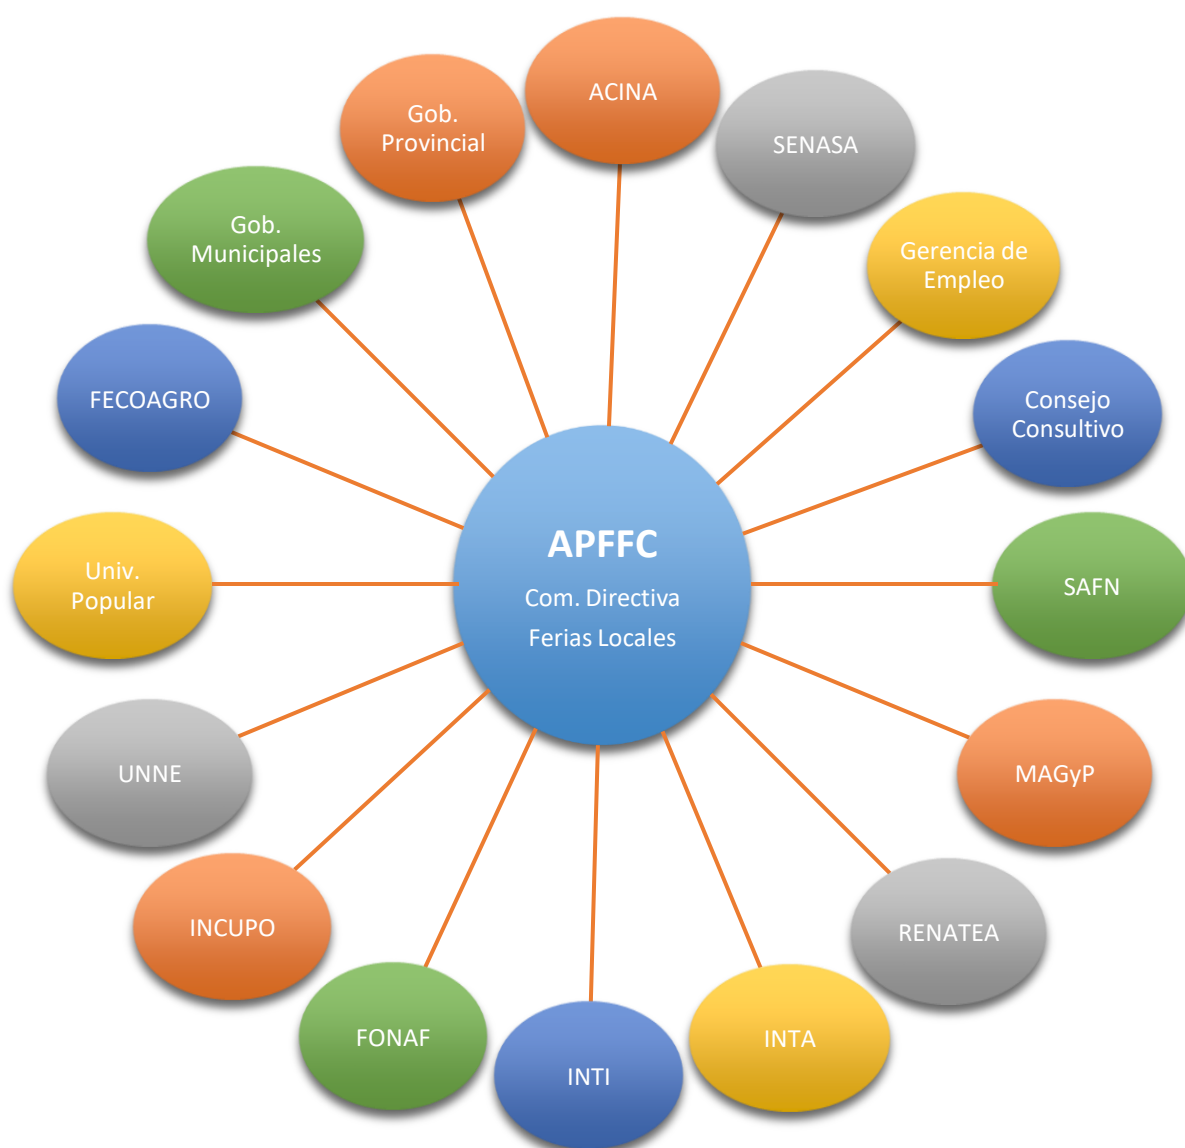 ACINA
SENASA
Gerencia de
Empleo
Consejo
Consultivo
SAFN
MAGyP
RENATEA
INTA
INTI
FONAF
INCUPO
UNNE
Univ.
Popular
FECOAGRO
Gob.
Municipales
Gob.
Provincial
APFFC
Com. Directiva
Ferias Locales